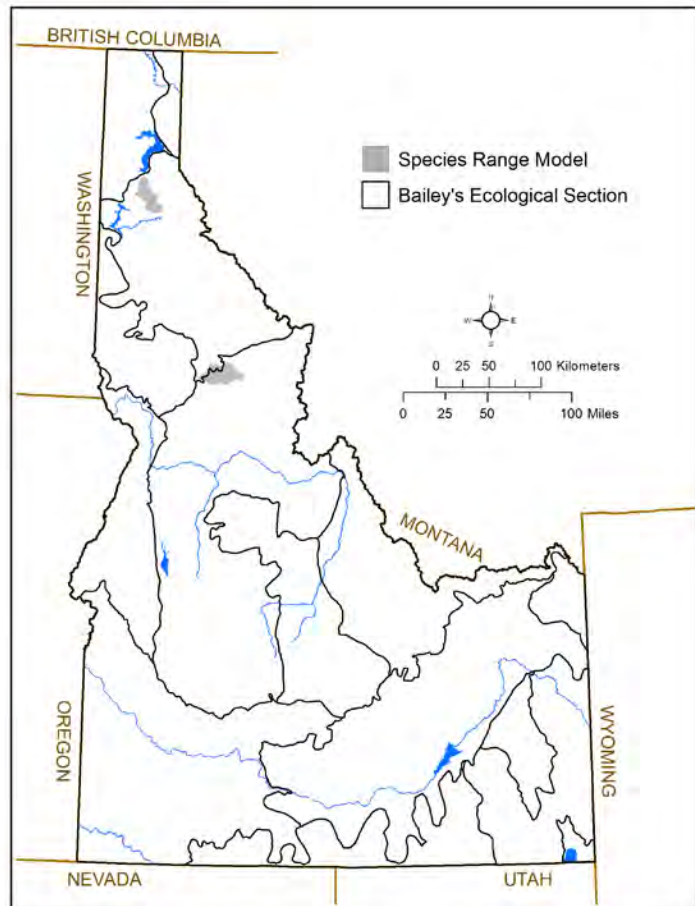 BRITISH COLUMBIA
WASHINGTON
Species Range Model
Bailey's Ecological Section
N
W
E
S
0 25 50 100 Kilometers
0 25 50 100 Miles
MONTANA
OREGON
WYOMING
NEVADA
UTAH